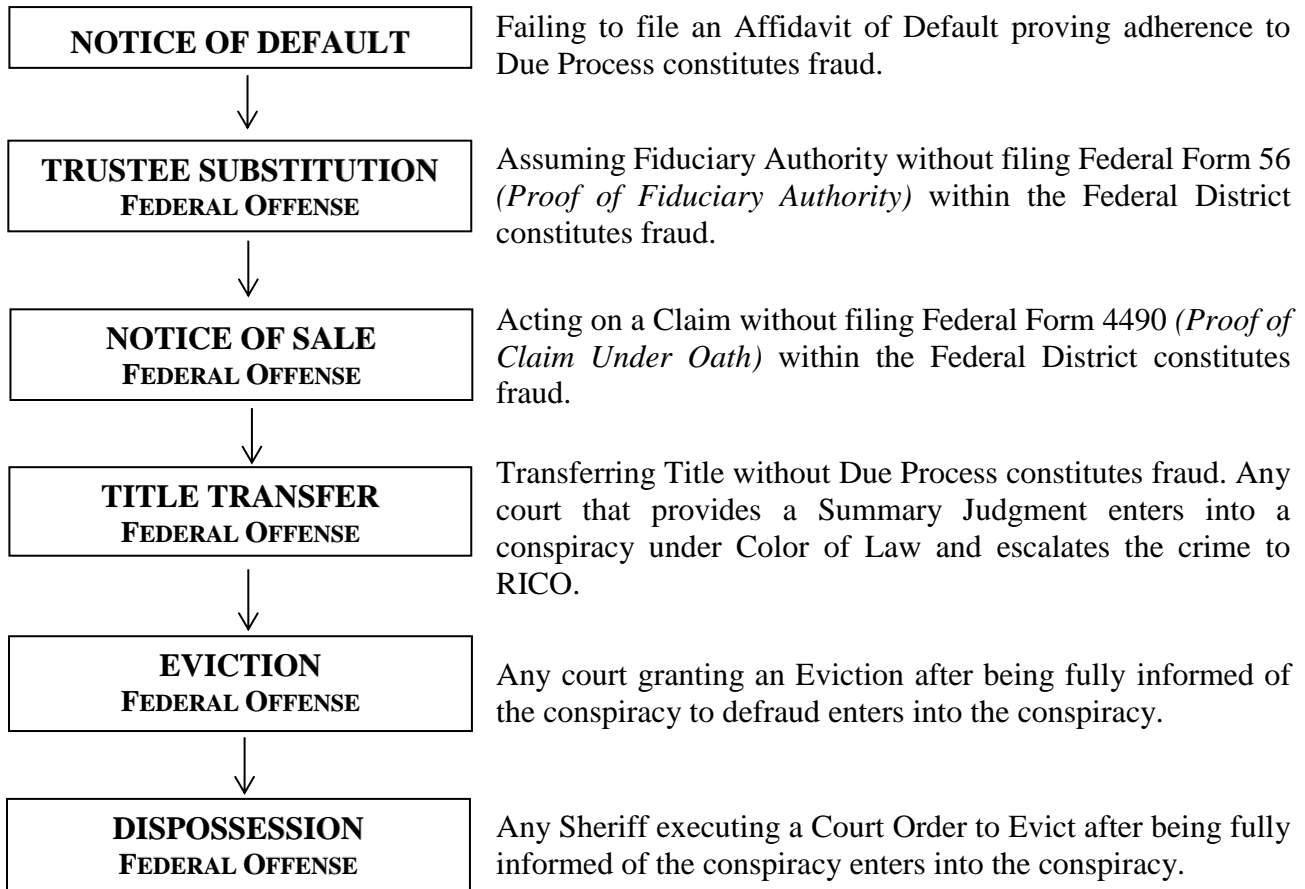 NOTICE OF DEFAULT
Failing to file an Affidavit of Default proving adherence to
Due Process constitutes fraud.
TRUSTEE SUBSTITUTION
FEDERAL OFFENSE
Assuming Fiduciary Authority without filing Federal Form 56
(Proof of Fiduciary Authority) within the Federal District
constitutes fraud.
NOTICE OF SALE
FEDERAL OFFENSE
Acting on a Claim without filing Federal Form 4490 (Proof of
Claim Under Oath) within the Federal District constitutes
fraud.
TITLE TRANSFER
FEDERAL OFFENSE
Transferring Title without Due Process constitutes fraud. Any
court that provides a Summary Judgment enters into a
conspiracy under Color of Law and escalates the crime to
RICO.
EVICTION
FEDERAL OFFENSE
Any court granting an Eviction after being fully informed of
the conspiracy to defraud enters into the conspiracy.
DISPOSSESSION
FEDERAL OFFENSE
Any Sheriff executing a Court Order to Evict after being fully
informed of the conspiracy enters into the conspiracy.